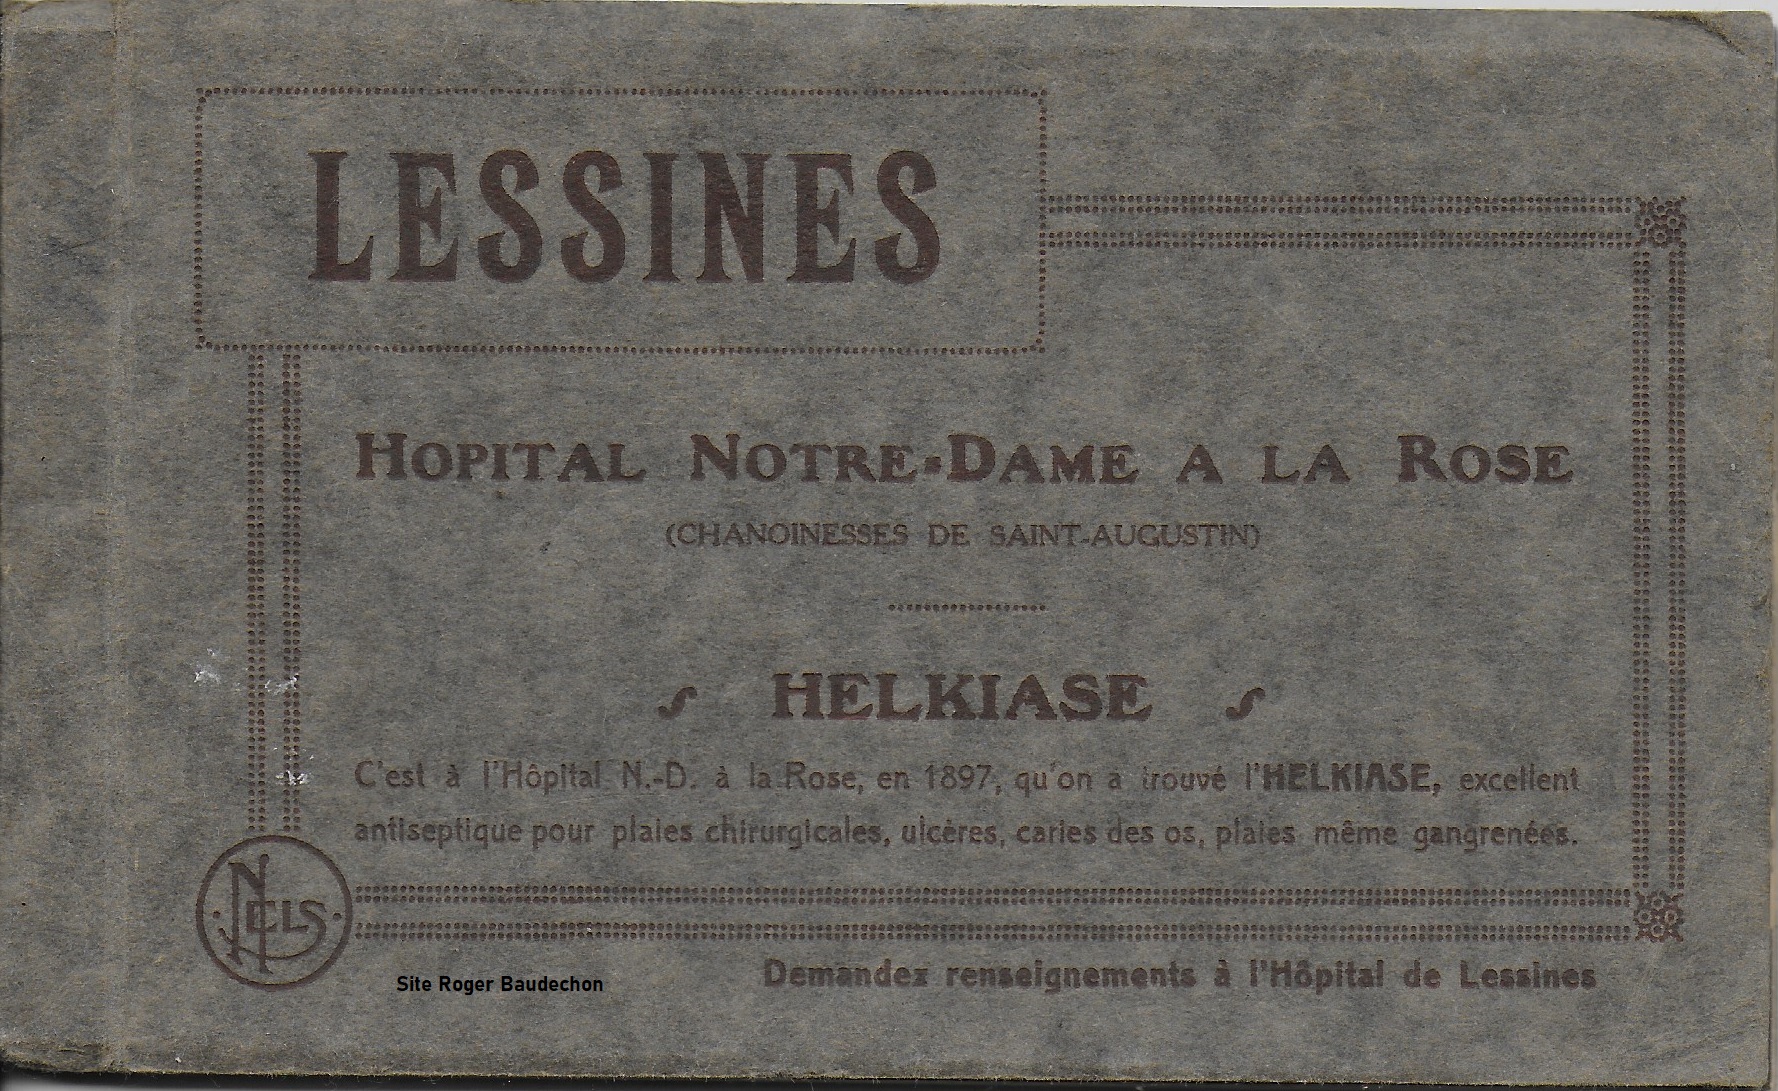 LESSINES
HOPITAL NOTRE-DAME A LA ROSE
(CHANOINESSES DE SAINT-AUGUSTIN)
HELKIASE
C'est à l'Hôpital N.-D. à la Rose, en 1897, qu'on a trouvé l'HELKIASE, excellent
antiseptique pour plaies chirurgicales, ulcères, caries des os, plaies même gangrenées.
NELS
Site Roger Baudechon
Demandez renseignements à l'Hôpital de Lessines